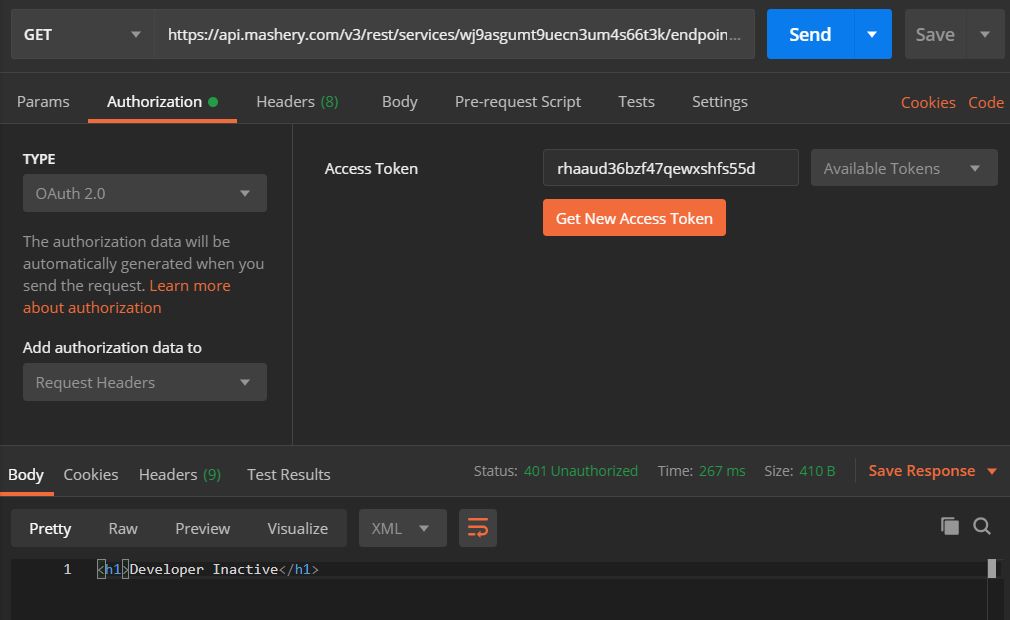 GET
https://api.mashery.com/v3/rest/services/wj9asgumt9uecn3um4s66t3k/endpoin...
Send
Save
Params
Authorization
Headers (8)
Body
Pre-request Script
Tests
Settings
Cookies
Code
TYPE
OAuth 2.0
The authorization data will be
automatically generated when you
send the request. Learn more
about authorization
Add authorization data to
Request Headers
Access Token
rhaaud36bzf47qewxshfs55d
Available Tokens
Get New Access Token
Body
Cookies
Headers (9)
Test Results
Status: 401 Unauthorized
Time: 267 ms
Size: 410 B
Save Response
Pretty
Raw
Preview
Visualize
XML
1
<h1>Developer Inactive</h1>